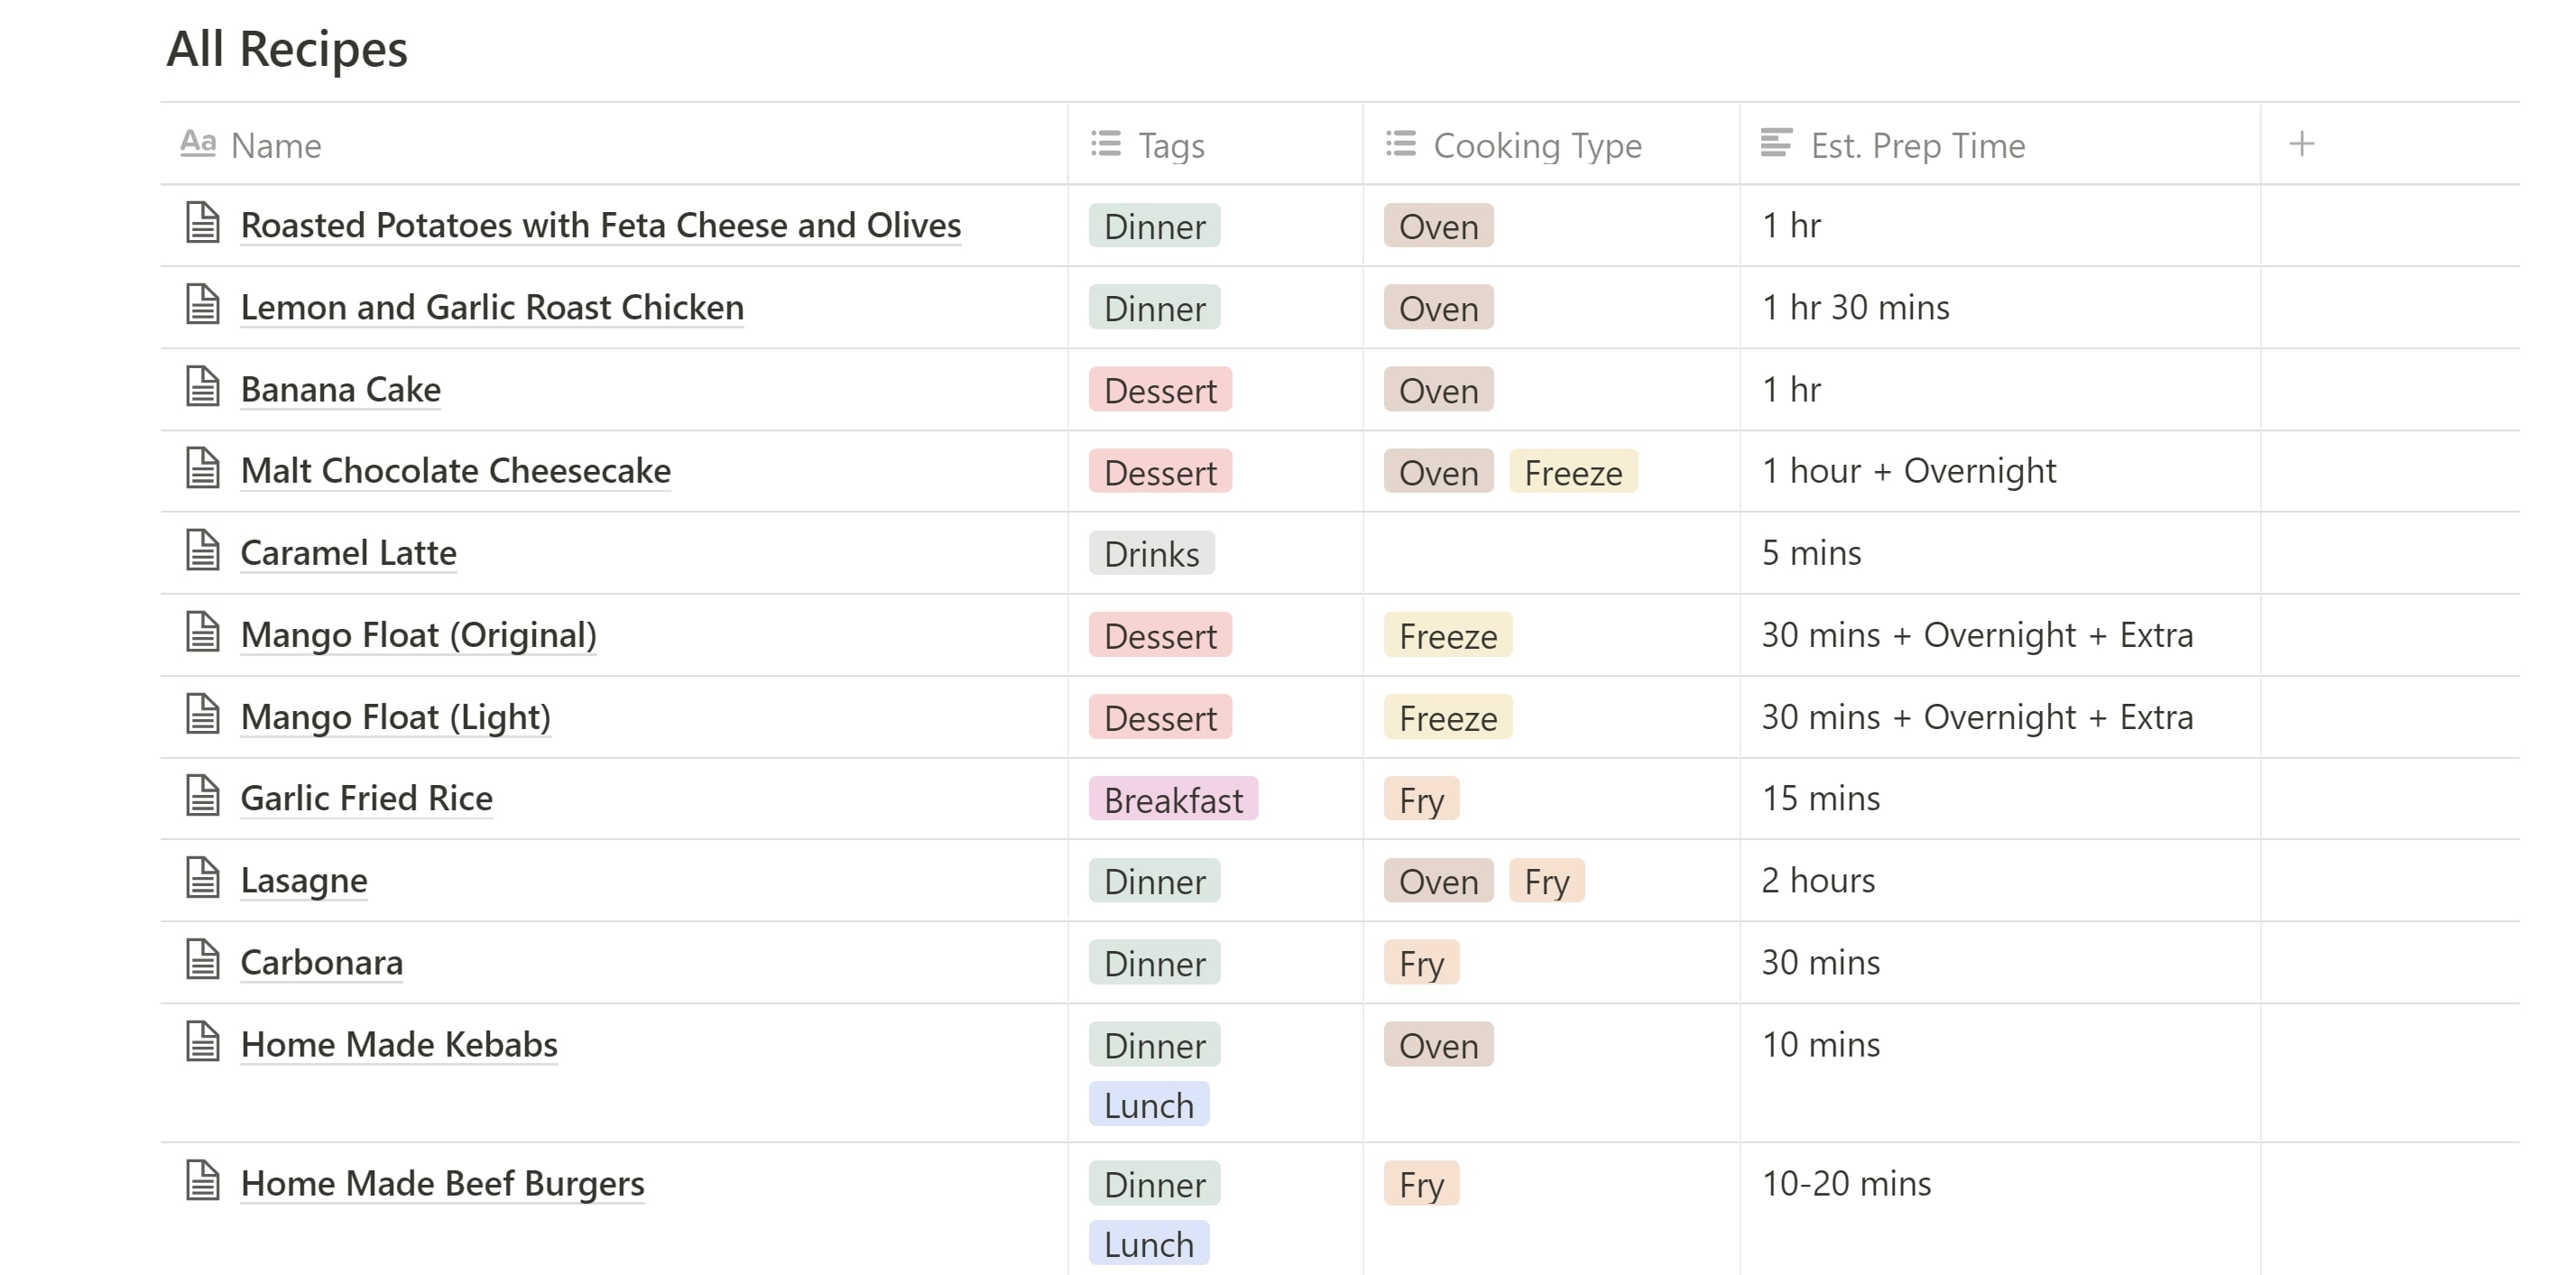 All Recipes
Aa Name Tags Cooking Type Est. Prep Time +
Roasted Potatoes with Feta Cheese and Olives Dinner Oven 1 hr
Lemon and Garlic Roast Chicken Dinner Oven 1 hr 30 mins
Banana Cake Dessert Oven 1 hr
Malt Chocolate Cheesecake Dessert Oven Freeze 1 hour + Overnight
Caramel Latte Drinks 5 mins
Mango Float (Original) Dessert Freeze 30 mins + Overnight + Extra
Mango Float (Light) Dessert Freeze 30 mins + Overnight + Extra
Garlic Fried Rice Breakfast Fry 15 mins
Lasagne Dinner Oven Fry 2 hours
Carbonara Dinner Fry 30 mins
Home Made Kebabs Dinner Oven 10 mins
Lunch
Home Made Beef Burgers Dinner Fry 10-20 mins
Lunch